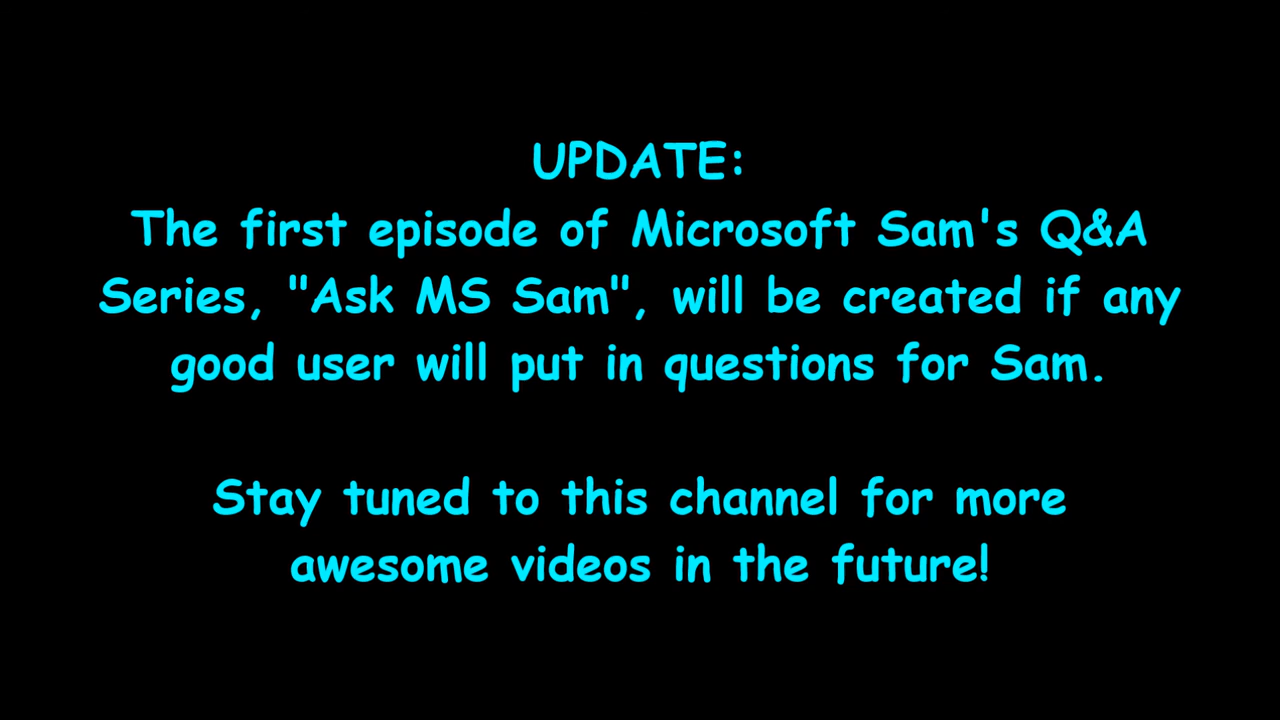 UPDATE:
The first episode of Microsoft Sam's Q&A
Series, "Ask MS Sam", will be created if any
good user will put in questions for Sam.
Stay tuned to this channel for more
awesome videos in the future!